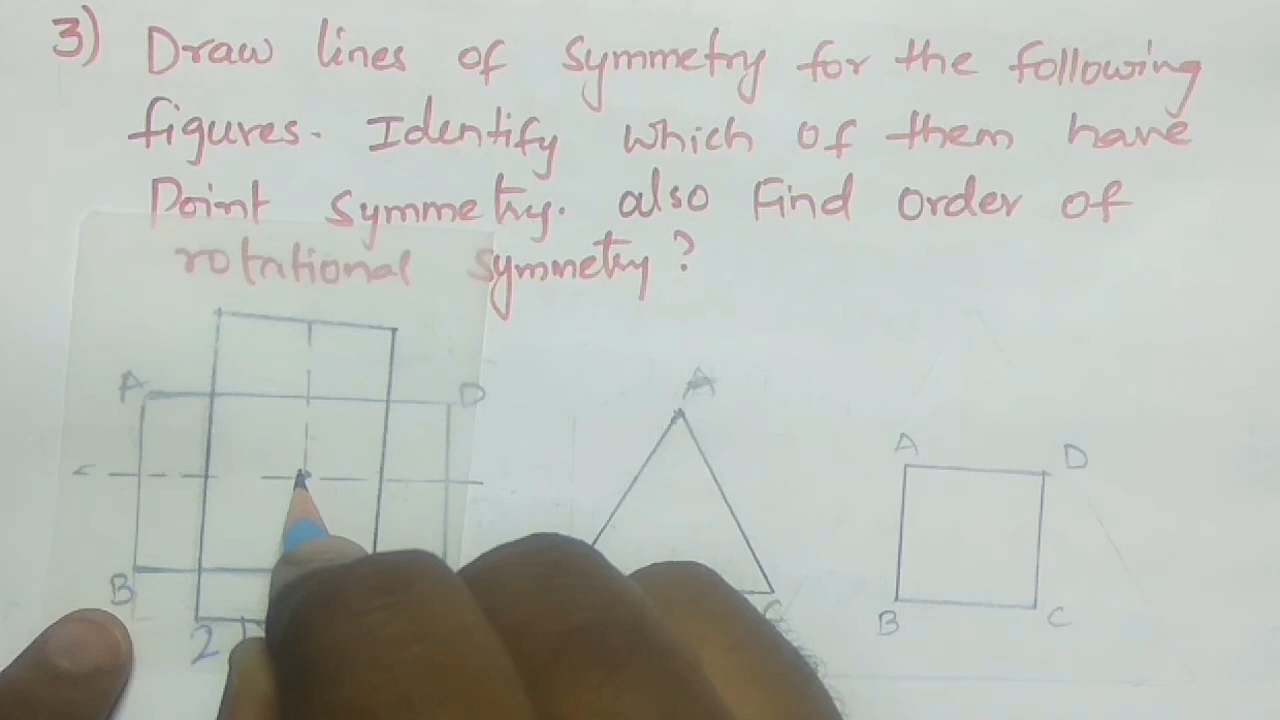 3) Draw lines of Symmetry for the following
figures. Identify which of them have
Point symmetry. also Find order of
rotational symmetry?
A D
B
2
A
C
A D
B C